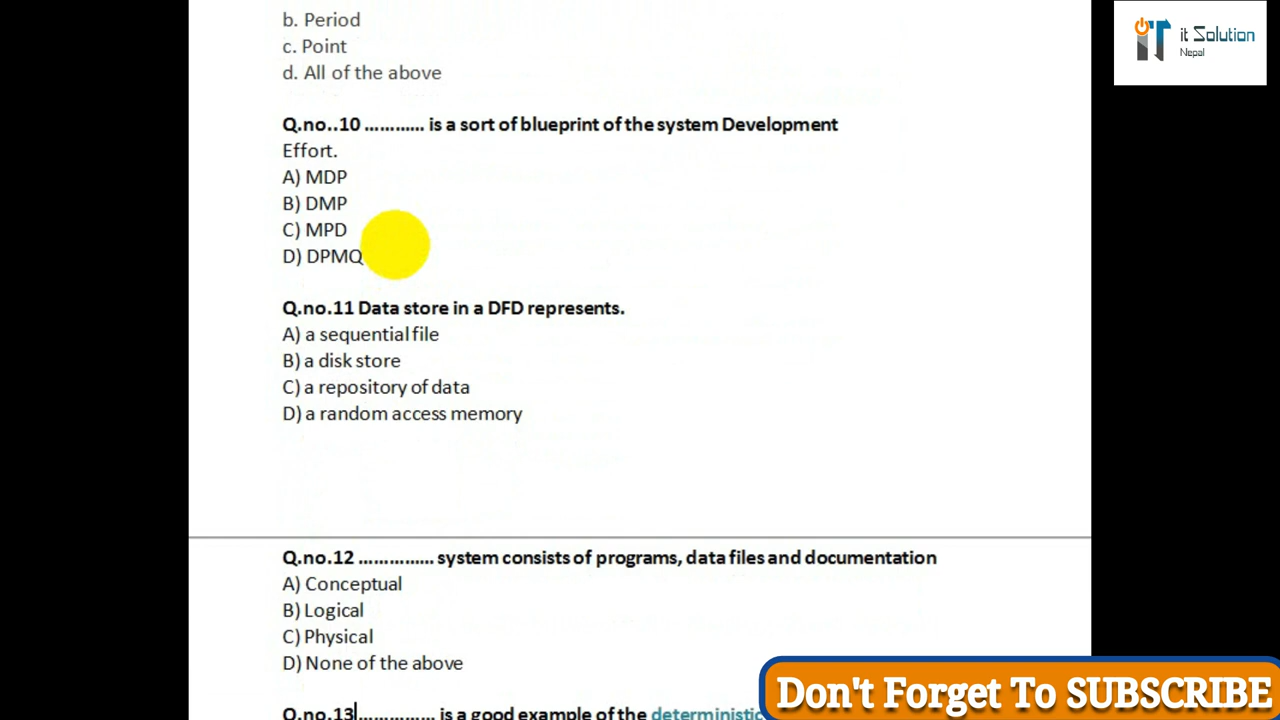 b. Period
c. Point
d. All of the above
Q.no..10 ............ is a sort of blueprint of the system Development
Effort.
A) MDP
B) DMP
C) MPD
D) DPMQ
Q.no.11 Data store in a DFD represents.
A) a sequential file
B) a disk store
C) a repository of data
D) a random access memory
Q.no.12 .............. system consists of programs, data files and documentation
A) Conceptual
B) Logical
C) Physical
D) None of the above
Q.no.13............... is a good example of the deterministic
iT it Solution
Nepal
Don't Forget To SUBSCRIBE